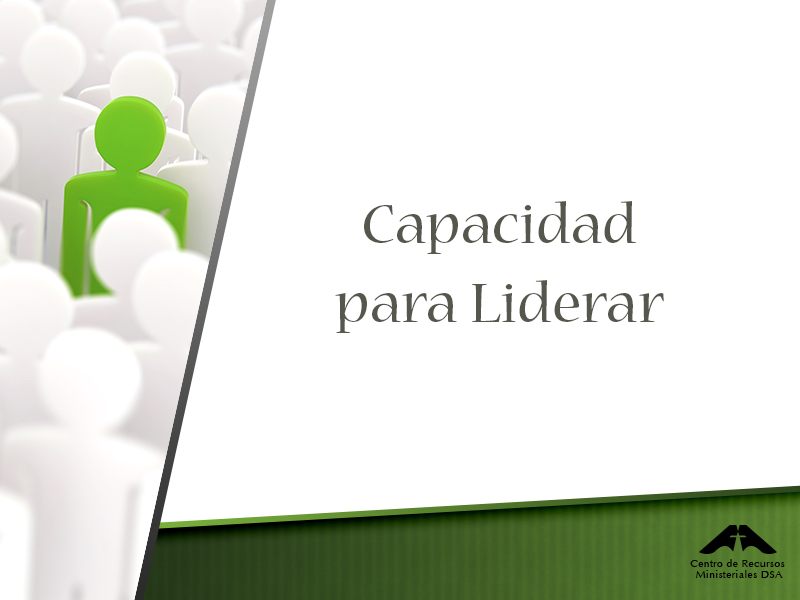 Capacidad
para Liderar
Centro de Recursos
Ministeriales DSA